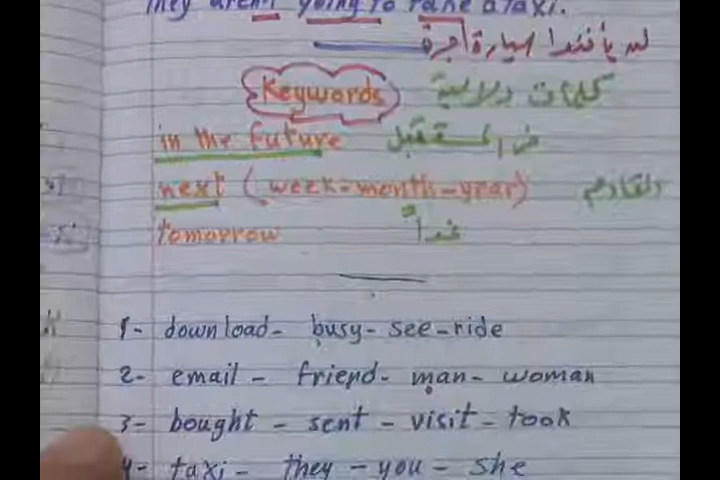 They aren't going to take a taxi.
لن يأخذوا سيارة أجرة
Keywords كلمات دلالية
in the future في المستقبل
next (week-month-year) القادم
tomorrow غداً
1- download- busy- see-ride
2- email - friend- man- woman
3- bought - sent - visit - took
4- taxi - they - you - she